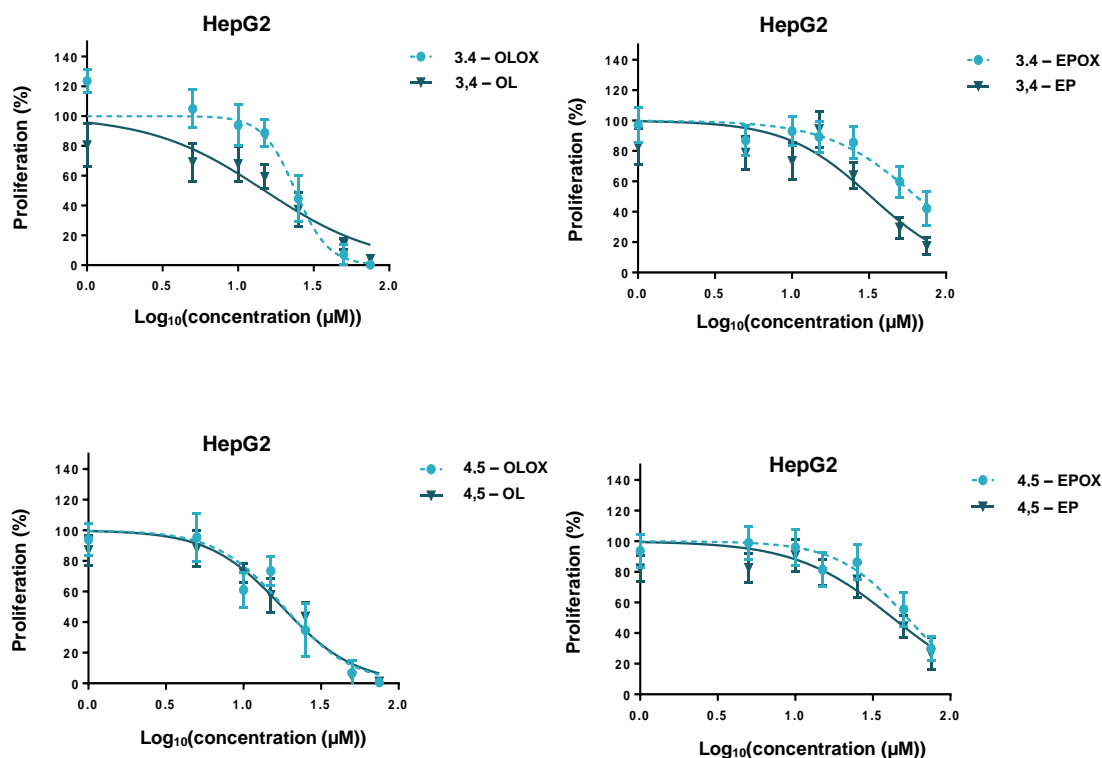 HepG2
3.4 – OLOX
3,4 – OL
Proliferation (%)
140
120
100
80
60
40
20
0
0.0 0.5 1.0 1.5 2.0
Log₁₀(concentration (µM))
HepG2
3.4 – EPOX
3,4 – EP
Proliferation (%)
140
120
100
80
60
40
20
0
0.0 0.5 1.0 1.5 2.0
Log₁₀(concentration (µM))
HepG2
4.5 – OLOX
4,5 – OL
Proliferation (%)
140
120
100
80
60
40
20
0
0.0 0.5 1.0 1.5 2.0
Log₁₀(concentration (µM))
HepG2
4.5 – EPOX
4,5 – EP
Proliferation (%)
140
120
100
80
60
40
20
0
0.0 0.5 1.0 1.5 2.0
Log₁₀(concentration (µM))